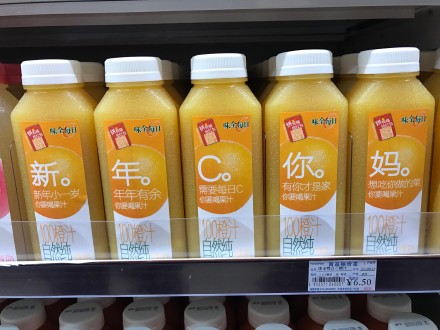 味全每日
新。
新年小一岁
你要喝果汁
100%橙汁
自然纯
味全每日
年。
年年有余
你要喝果汁
100%橙汁
自然纯
味全每日
C。
需要每日C
你要喝果汁
100%橙汁
自然纯
味全每日
你。
有你才是家
你要喝果汁
100%橙汁
自然纯
味全每日
妈。
想吃你做的菜
你要喝果汁
100%橙汁
自然纯
¥6.50